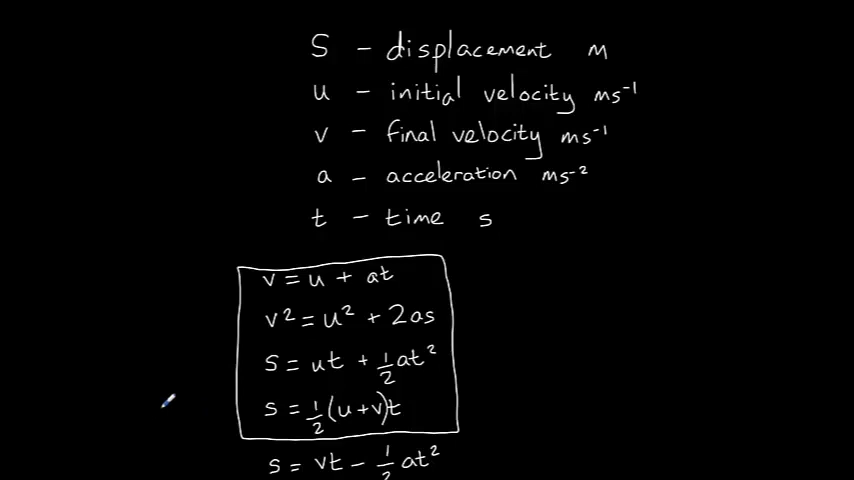 S - displacement m
u - initial velocity ms⁻¹
v - final velocity ms⁻¹
a - acceleration ms⁻²
t - time s
v = u + at
v² = u² + 2as
s = ut + ½at²
s = ½(u+v)t
s = vt - ½at²